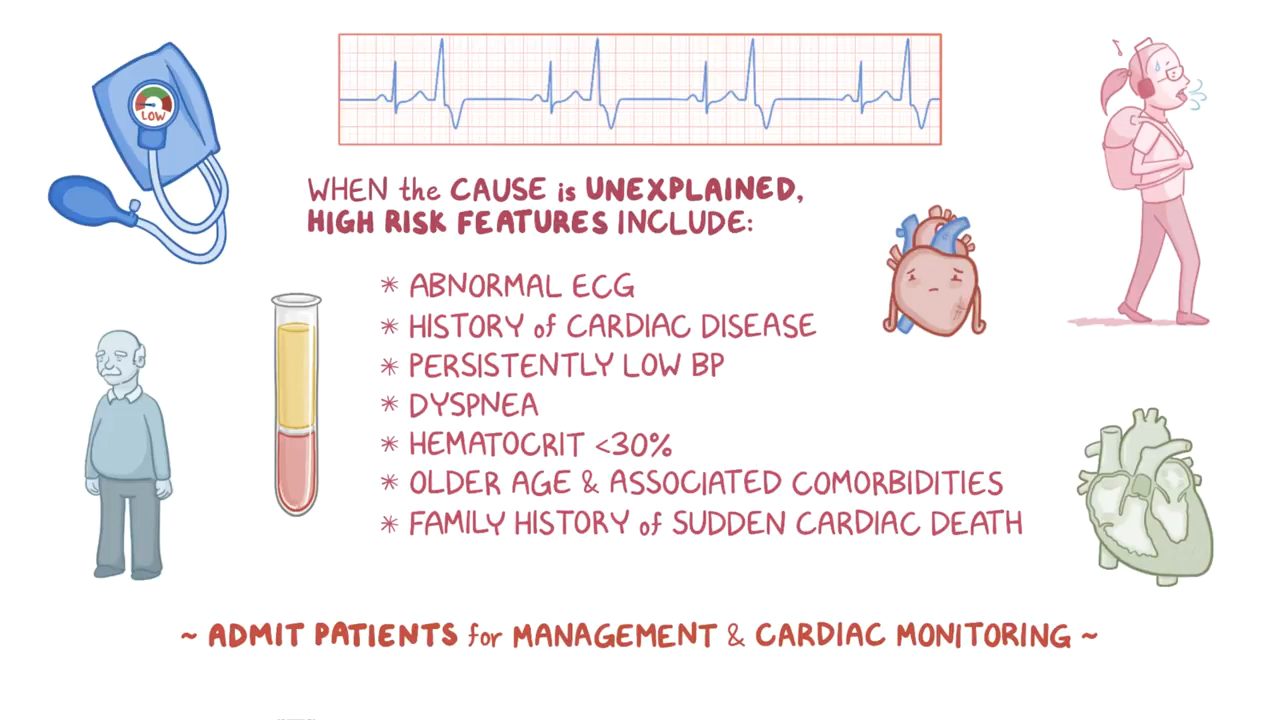 LOW
WHEN the CAUSE is UNEXPLAINED,
HIGH RISK FEATURES INCLUDE:
* ABNORMAL ECG
* HISTORY of CARDIAC DISEASE
* PERSISTENTLY LOW BP
* DYSPNEA
* HEMATOCRIT <30%
* OLDER AGE & ASSOCIATED COMORBIDITIES
* FAMILY HISTORY of SUDDEN CARDIAC DEATH
~ ADMIT PATIENTS for MANAGEMENT & CARDIAC MONITORING ~